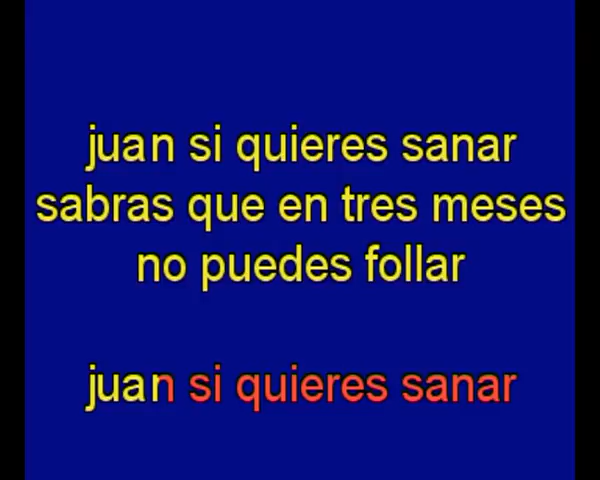 juan si quieres sanar
sabras que en tres meses
no puedes follar
juan si quieres sanar